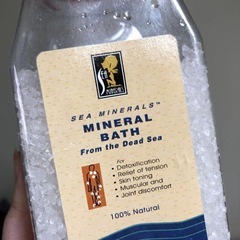 SEA MINERALS™
MINERAL
BATH
From the Dead Sea
For
• Detoxification
• Relief of tension
• Skin toning
• Muscular and
Joint discomfort
100% Natural